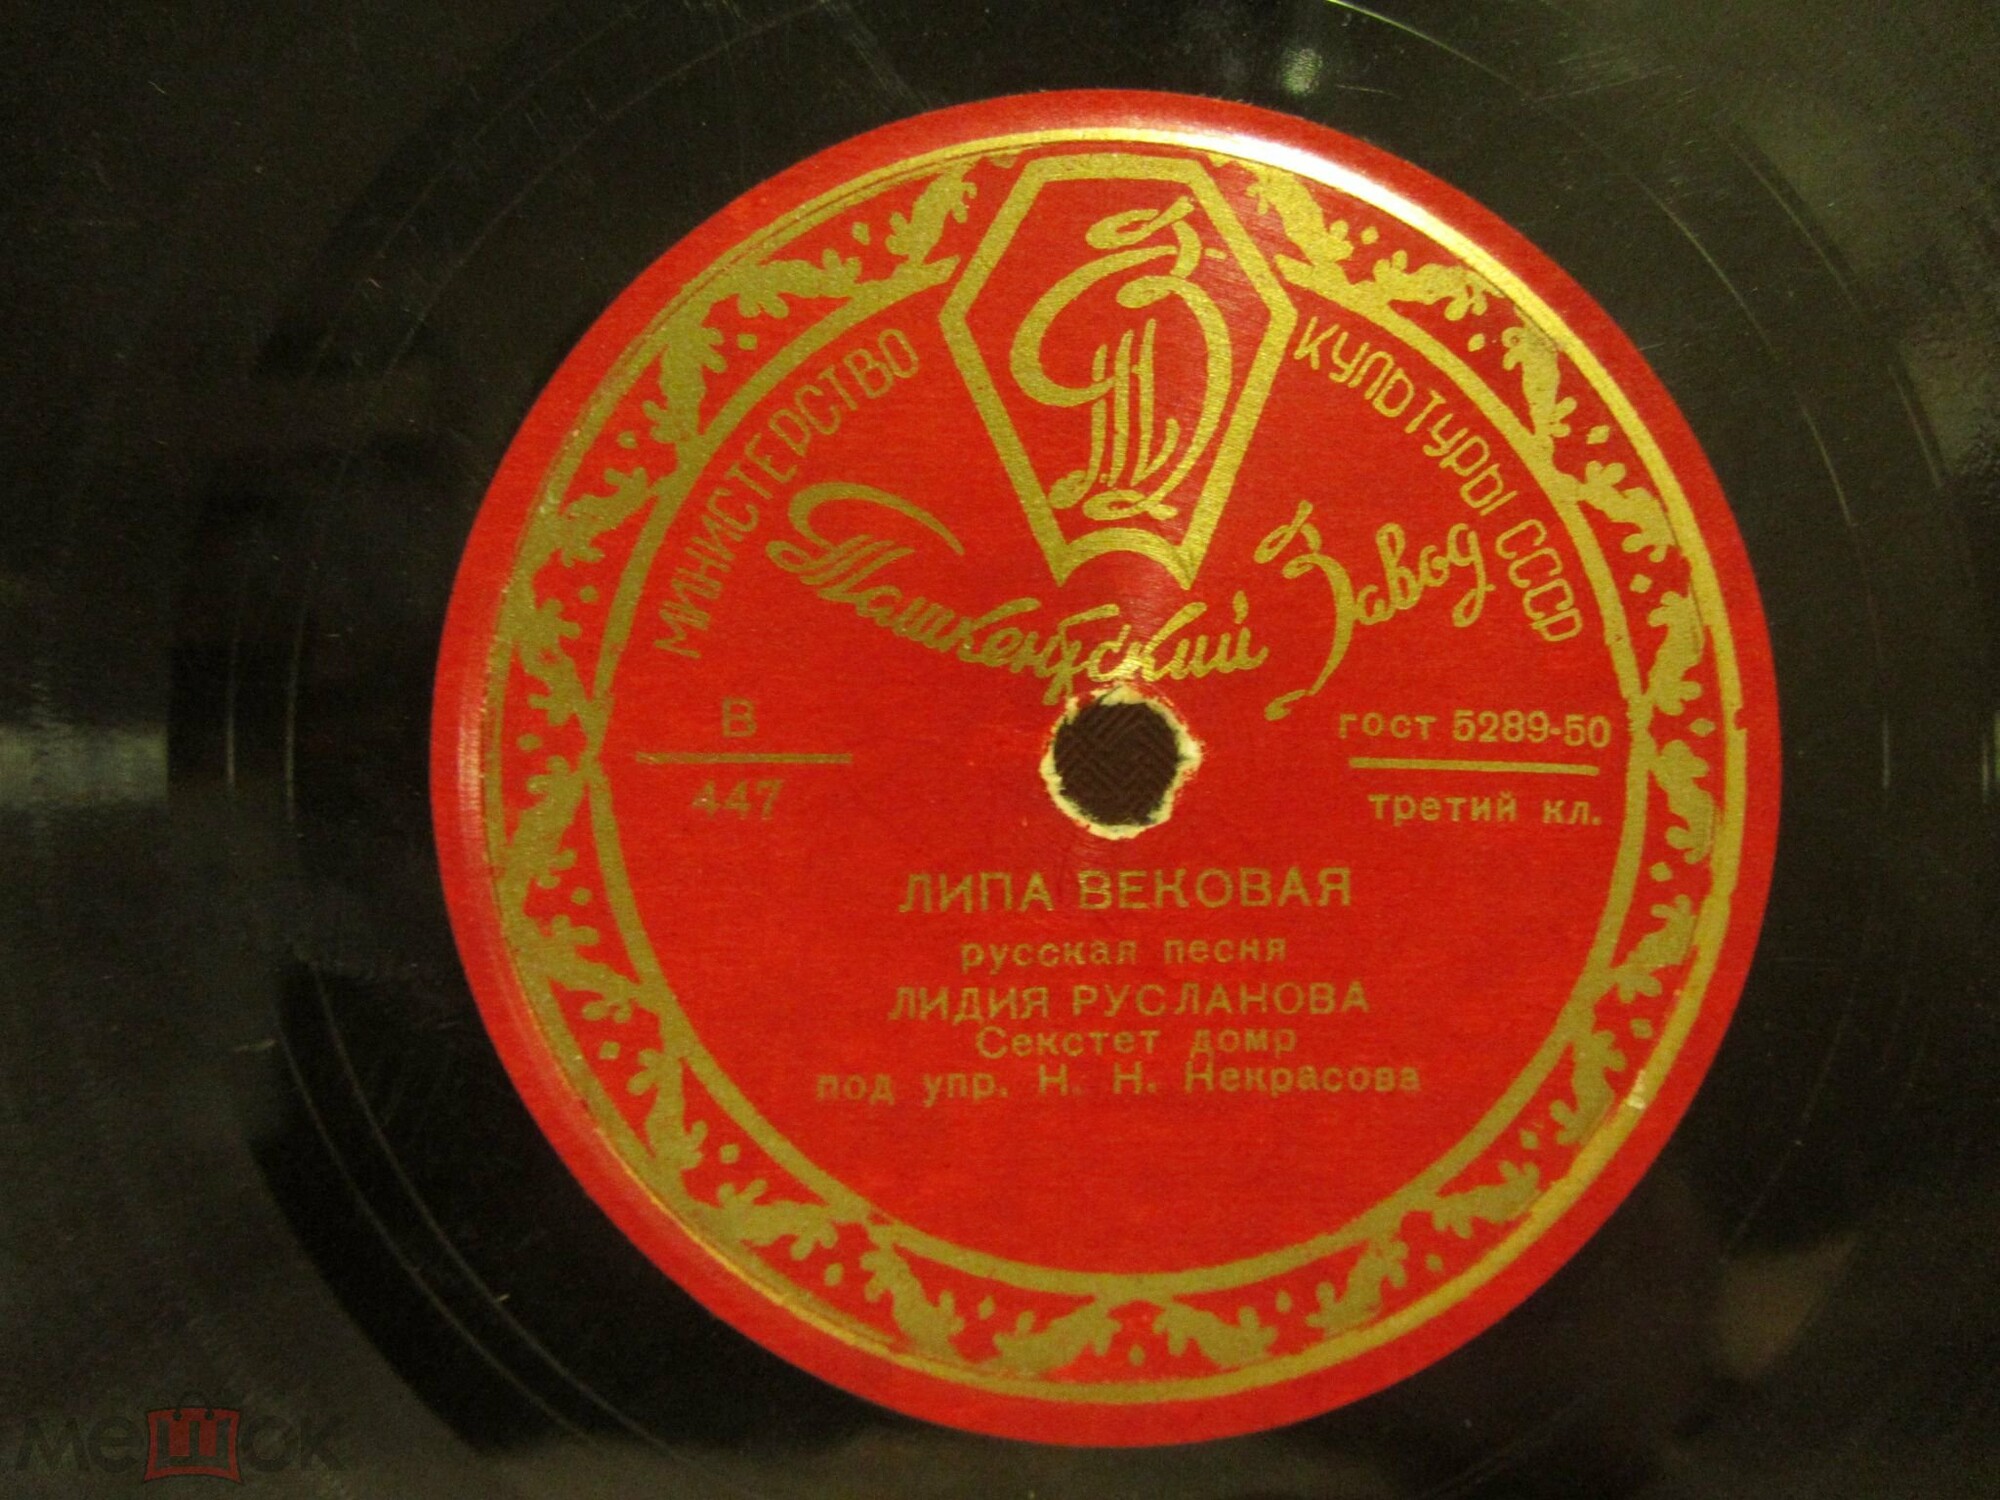 МИНИСТЕРСТВО КУЛЬТУРЫ СССР
Ташкентский Завод
В
447
ГОСТ 5289-50
третий кл.
ЛИПА ВЕКОВАЯ
русская песня
ЛИДИЯ РУСЛАНОВА
Секстет домр
под упр. Н. Н. Некрасова
мешок